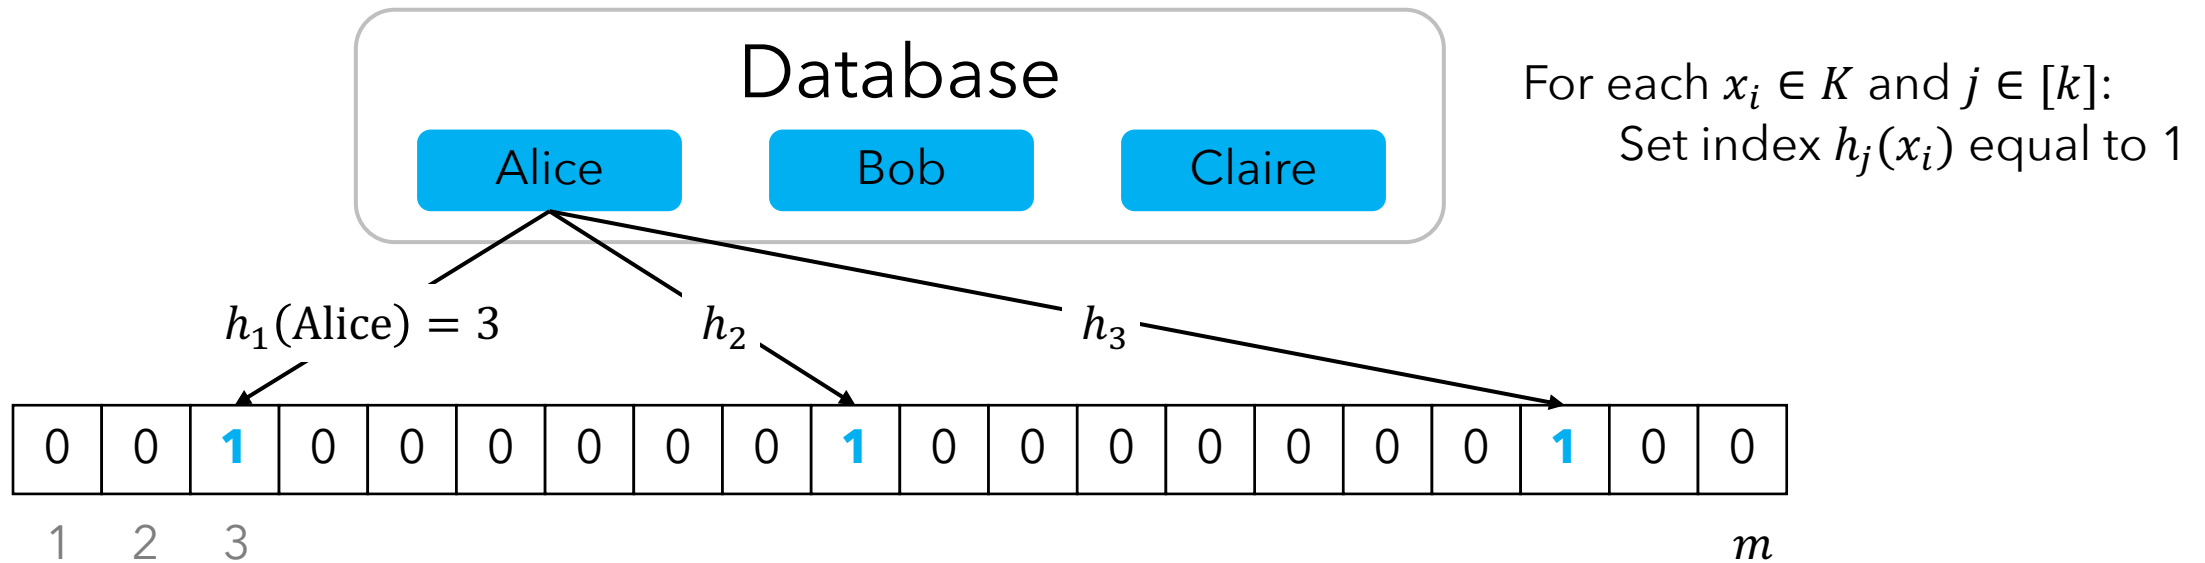 Database
For each 𝑥ᵢ ∈ 𝐾 and 𝑗 ∈ [𝑘]:
Set index ℎⱼ(𝑥ᵢ) equal to 1
Alice Bob Claire
ℎ₁(Alice) = 3 ℎ₂ ℎ₃
0 0 1 0 0 0 0 0 0 1 0 0 0 0 0 0 0 1 0 0
1 2 3 𝑚